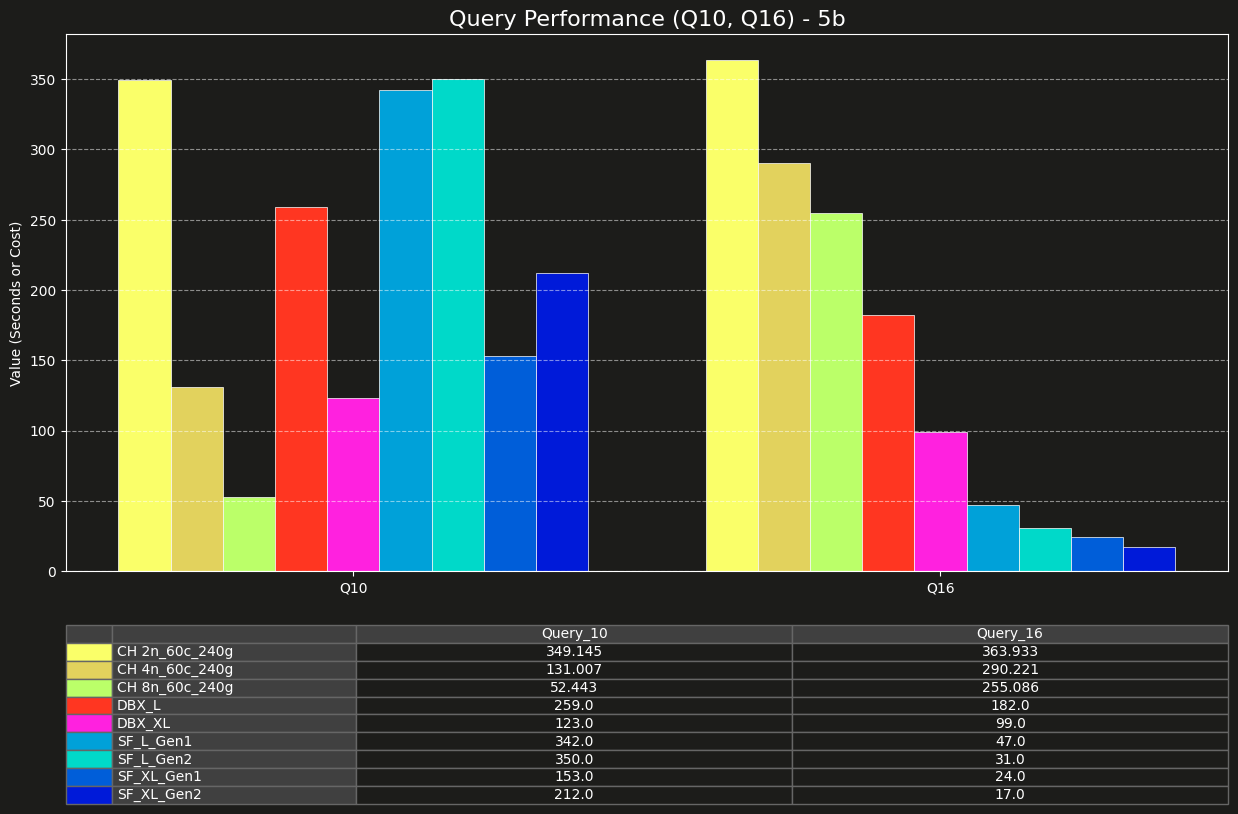 Query Performance (Q10, Q16) - 5b
Value (Seconds or Cost)
350
300
250
200
150
100
50
0
Q10 Q16
Query_10 Query_16
CH 2n_60c_240g 349.145 363.933
CH 4n_60c_240g 131.007 290.221
CH 8n_60c_240g 52.443 255.086
DBX_L 259.0 182.0
DBX_XL 123.0 99.0
SF_L_Gen1 342.0 47.0
SF_L_Gen2 350.0 31.0
SF_XL_Gen1 153.0 24.0
SF_XL_Gen2 212.0 17.0